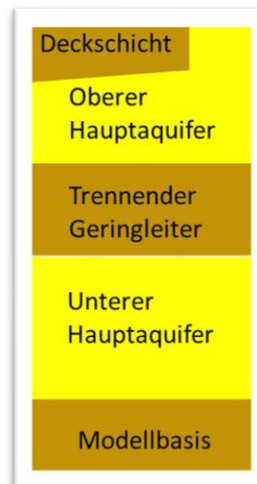 Deckschicht
Oberer
Hauptaquifer
Trennender
Geringleiter
Unterer
Hauptaquifer
Modellbasis